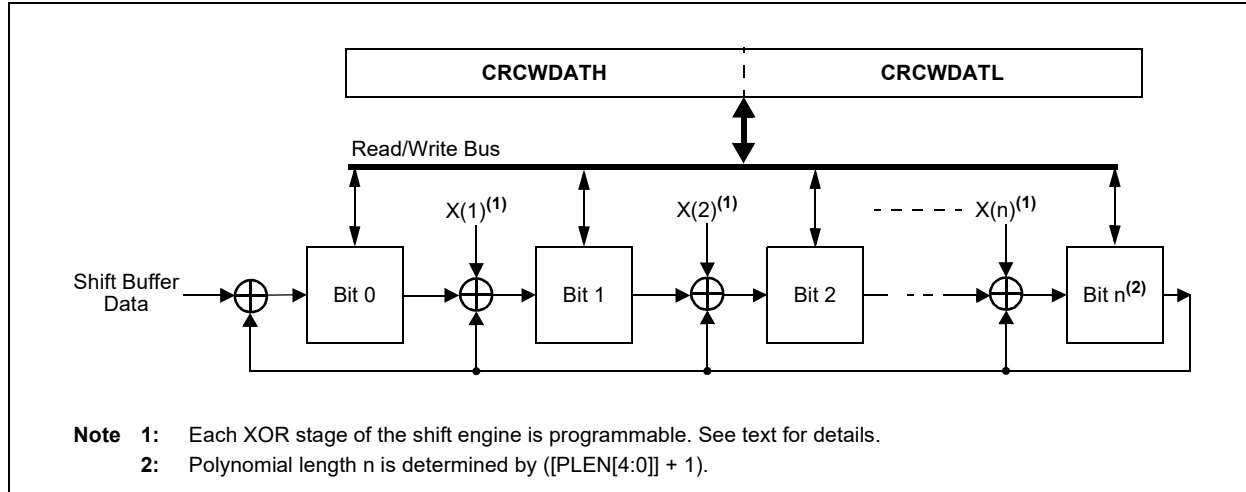 CRCWDATH CRCWDATL
Read/Write Bus
X(1)(1) X(2)(1) X(n)(1)
Shift Buffer
Data
Bit 0 Bit 1 Bit 2 Bit n(2)
Note 1: Each XOR stage of the shift engine is programmable. See text for details.
2: Polynomial length n is determined by ([PLEN[4:0]] + 1).